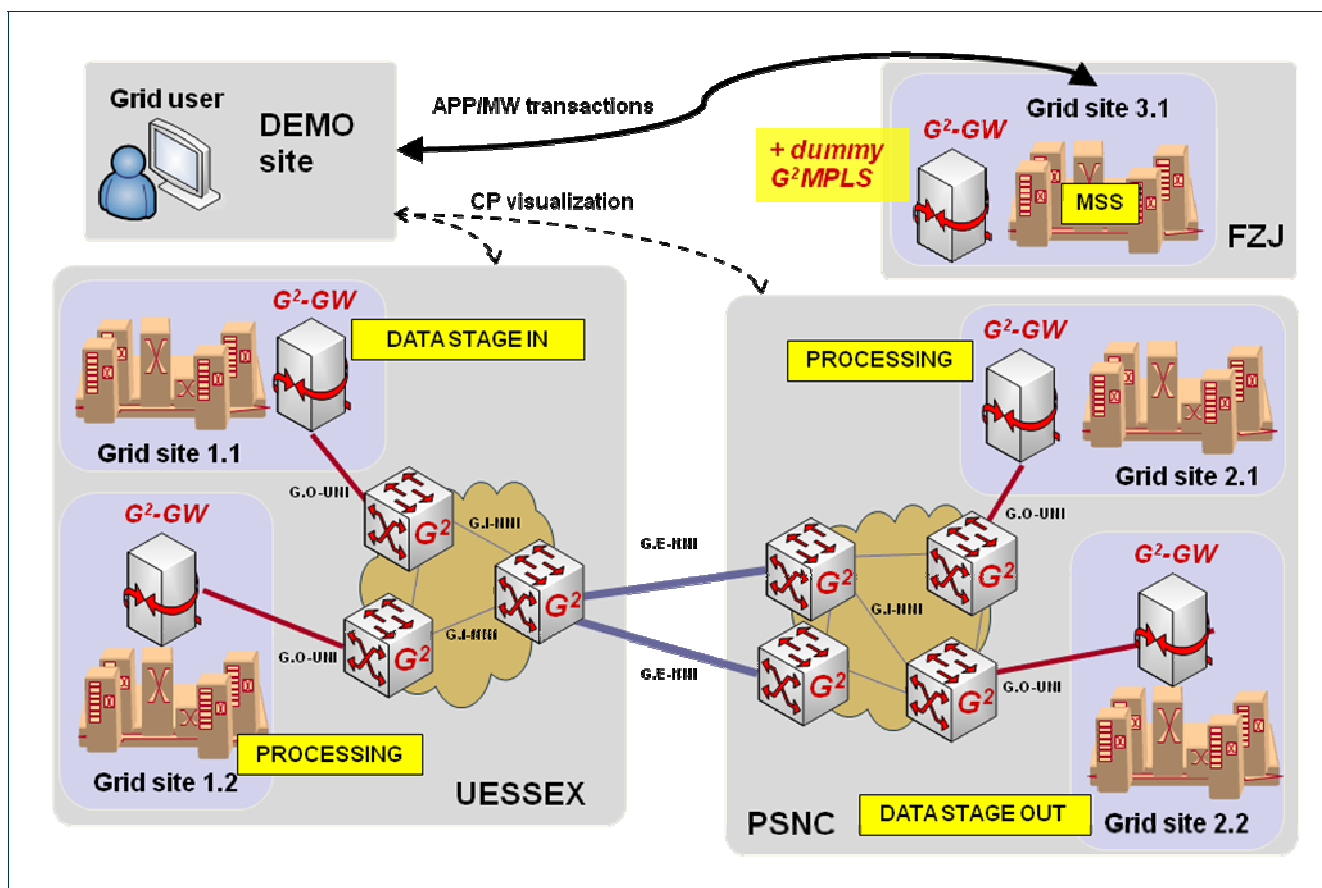 Grid user
DEMO
site
APP/MW transactions
CP visualization
+ dummy
G²MPLS
Grid site 3.1
G²-GW
MSS
FZJ
G²-GW
DATA STAGE IN
Grid site 1.1
G.O-UNI
G²
G.I-NNI
G²
G²-GW
G.O-UNI
G²
G.I-NNI
Grid site 1.2
PROCESSING
UESSEX
G.E-NNI
G.E-NNI
G²-GW
PROCESSING
Grid site 2.1
G.O-UNI
G²
G²
G.I-NNI
G²
G²
G.O-UNI
G²-GW
DATA STAGE OUT
Grid site 2.2
PSNC